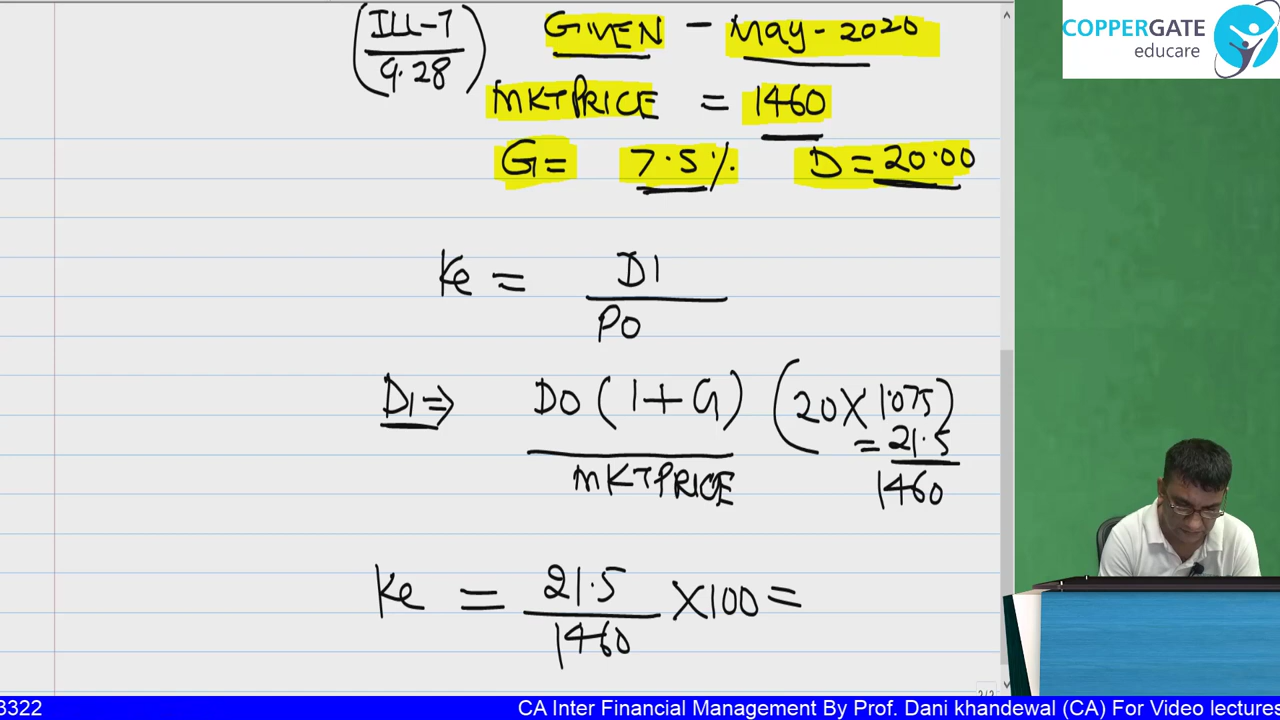 (ILL-7 / 9.28) GIVEN - May-2020
MKTPRICE = 1460
G = 7.5% D = 20.00
Ke = D1 / P0
D1 ⇒ D0 (1+G) / MKTPRICE (20 X 1.075)
= 21.5 / 1460
Ke = 21.5 / 1460 X100 =
COPPERGATE
educare
3322 CA Inter Financial Management By Prof. Dani khandewal (CA) For Video lectures